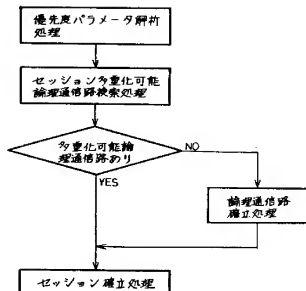 優先度パラメータ解析
処理
セッション多重化可能
論理通信路検索処理
多重化可能論
理通信路あり
NO
YES
論理通信路
確立処理
セッション確立処理